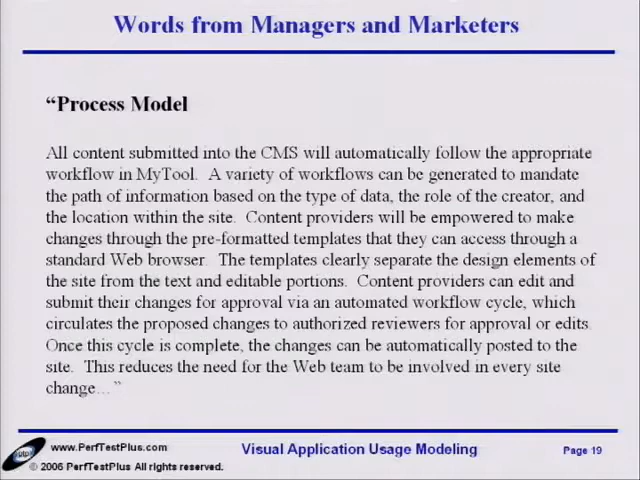 Words from Managers and Marketers
“Process Model
All content submitted into the CMS will automatically follow the appropriate
workflow in MyTool. A variety of workflows can be generated to mandate
the path of information based on the type of data, the role of the creator, and
the location within the site. Content providers will be empowered to make
changes through the pre-formatted templates that they can access through a
standard Web browser. The templates clearly separate the design elements of
the site from the text and editable portions. Content providers can edit and
submit their changes for approval via an automated workflow cycle, which
circulates the proposed changes to authorized reviewers for approval or edits.
Once this cycle is complete, the changes can be automatically posted to the
site. This reduces the need for the Web team to be involved in every site
change…”
www.PerfTestPlus.com
Visual Application Usage Modeling
Page 19
© 2006 PerfTestPlus All rights reserved.